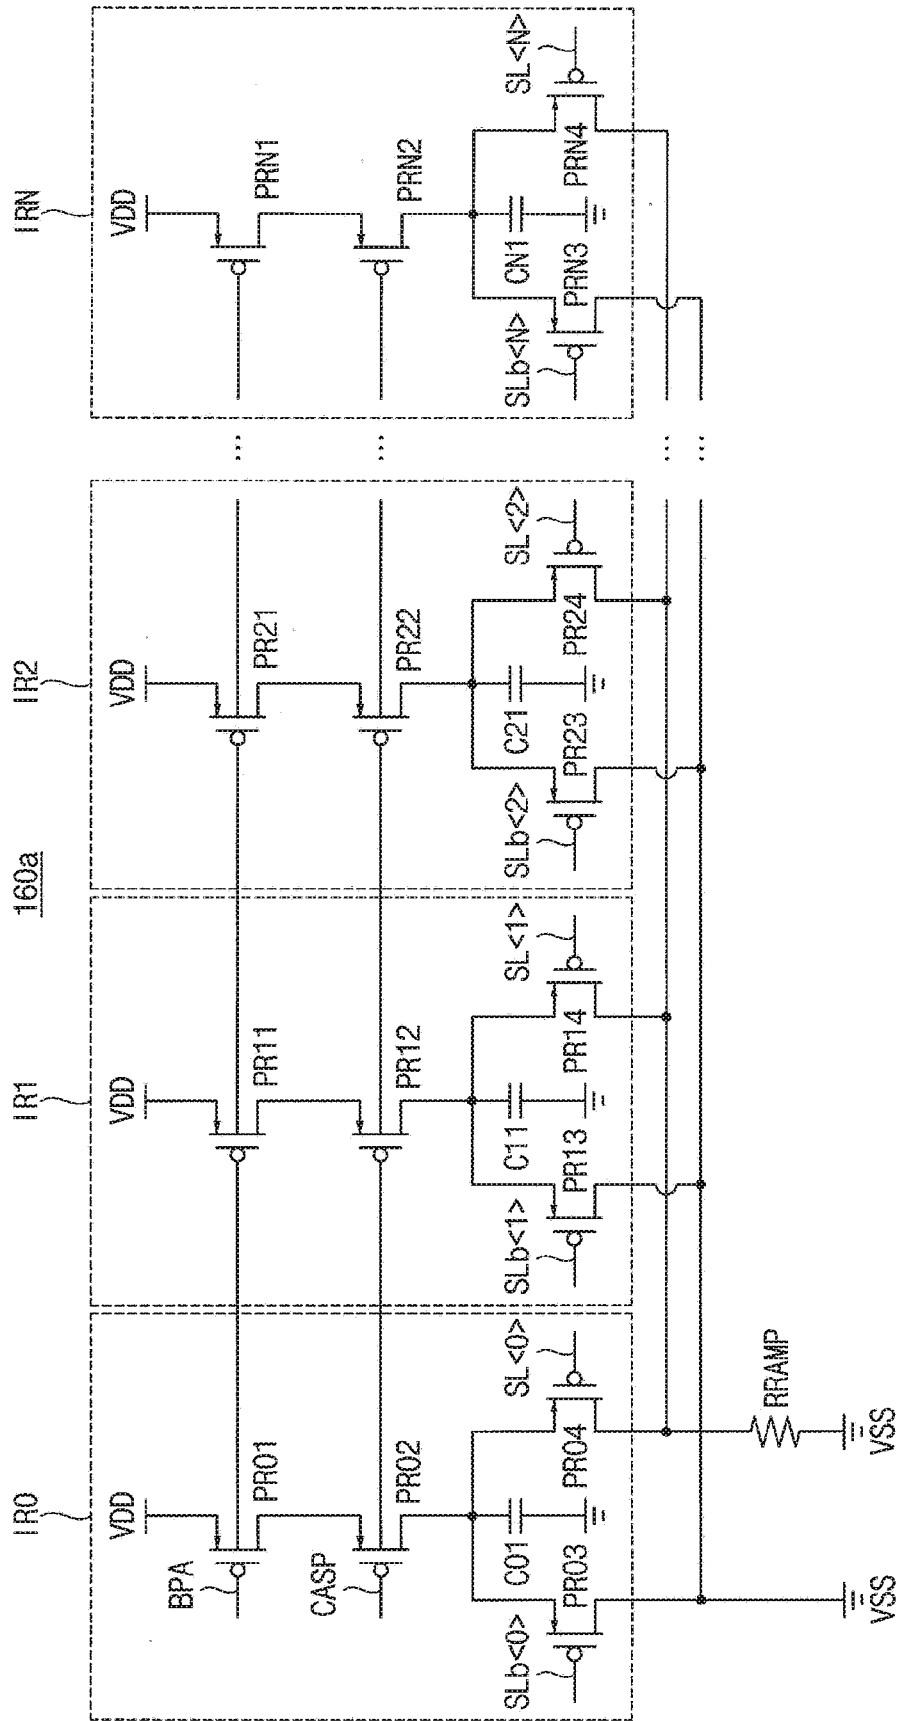 160a
IR0
IR1
IR2
IRN
VDD
VDD
VDD
VDD
BPA
PR01
PR11
PR21
PRN1
CASP
PR02
PR12
PR22
PRN2
SLb<0>
C01
PR03
PR04
SL<0>
SLb<1>
C11
PR13
PR14
SL<1>
SLb<2>
C21
PR23
PR24
SL<2>
SLb<N>
CN1
PRN3
PRN4
SL<N>
...
...
...
...
RRAMP
VSS
VSS